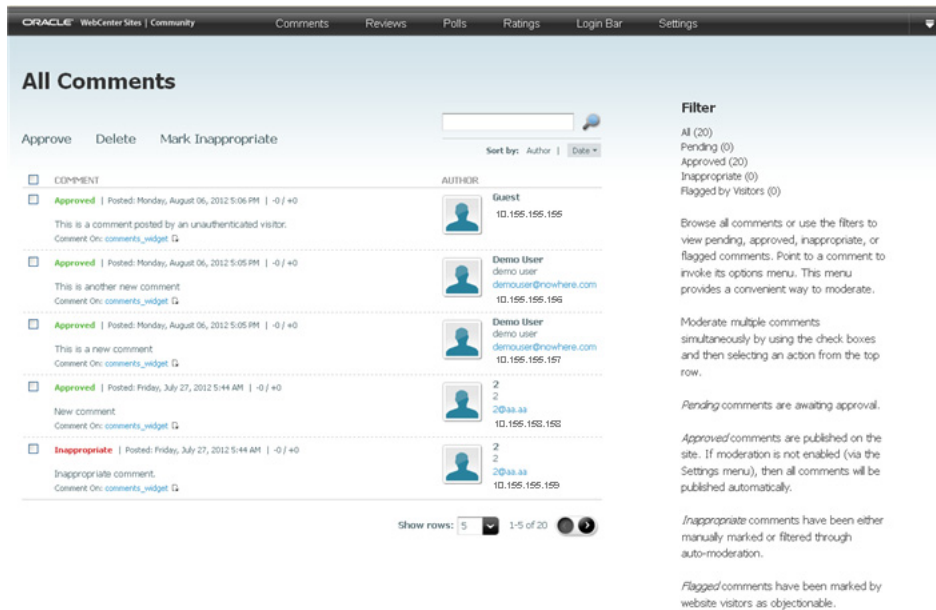 ORACLE WebCenter Sites | Community Comments Reviews Polls Ratings Login Bar Settings
All Comments
Approve Delete Mark Inappropriate
Sort by: Author | Date
COMMENT AUTHOR
Approved | Posted: Monday, August 06, 2012 5:06 PM | -0 / +0
This is a comment posted by an unauthenticated visitor.
Comment On: comments_widget
Guest
10.155.155.155
Approved | Posted: Monday, August 06, 2012 5:05 PM | -0 / +0
This is another new comment
Comment On: comments_widget
Demo User
demo user
demouser@nowhere.com
10.155.155.156
Approved | Posted: Monday, August 06, 2012 5:05 PM | -0 / +0
This is a new comment
Comment On: comments_widget
Demo User
demo user
demouser@nowhere.com
10.155.155.157
Approved | Posted: Friday, July 27, 2012 5:44 AM | -0 / +0
New comment
Comment On: comments_widget
2
2
2@aa.aa
10.155.158.158
Inappropriate | Posted: Friday, July 27, 2012 5:44 AM | -0 / +0
Inappropriate comment.
Comment On: comments_widget
2
2
2@aa.aa
10.155.155.159
Show rows: 5 1-5 of 20
Filter
All (20)
Pending (0)
Approved (20)
Inappropriate (0)
Flagged by Visitors (0)
Browse all comments or use the filters to
view pending, approved, inappropriate, or
flagged comments. Point to a comment to
invoke its options menu. This menu
provides a convenient way to moderate.
Moderate multiple comments
simultaneously by using the check boxes
and then selecting an action from the top
row.
Pending comments are awaiting approval.
Approved comments are published on the
site. If moderation is not enabled (via the
Settings menu), then all comments will be
published automatically.
Inappropriate comments have been either
manually marked or filtered through
auto-moderation.
Flagged comments have been marked by
website visitors as objectionable.